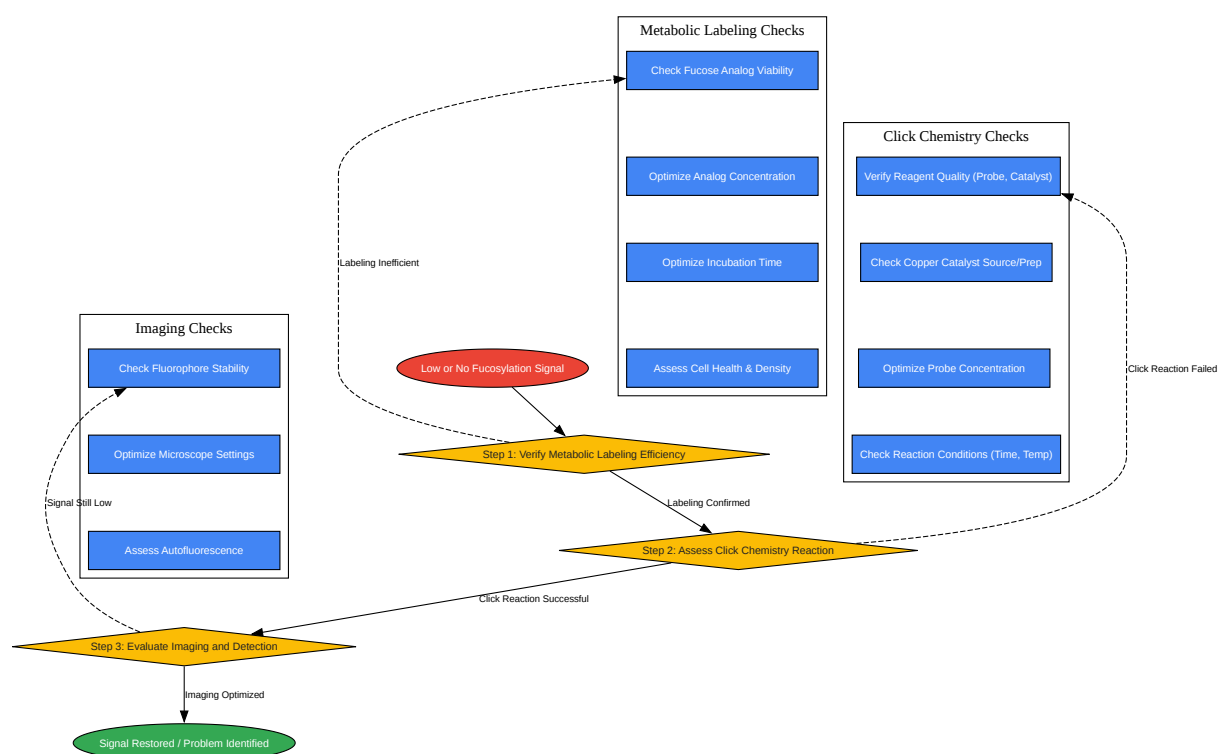 Metabolic Labeling Checks
Check Fucose Analog Viability
Optimize Analog Concentration
Optimize Incubation Time
Assess Cell Health & Density
Click Chemistry Checks
Verify Reagent Quality (Probe, Catalyst)
Check Copper Catalyst Source/Prep
Optimize Probe Concentration
Check Reaction Conditions (Time, Temp)
Imaging Checks
Check Fluorophore Stability
Optimize Microscope Settings
Assess Autofluorescence
Low or No Fucosylation Signal
Step 1: Verify Metabolic Labeling Efficiency
Labeling Inefficient
Labeling Confirmed
Step 2: Assess Click Chemistry Reaction
Click Reaction Failed
Click Reaction Successful
Step 3: Evaluate Imaging and Detection
Signal Still Low
Imaging Optimized
Signal Restored / Problem Identified